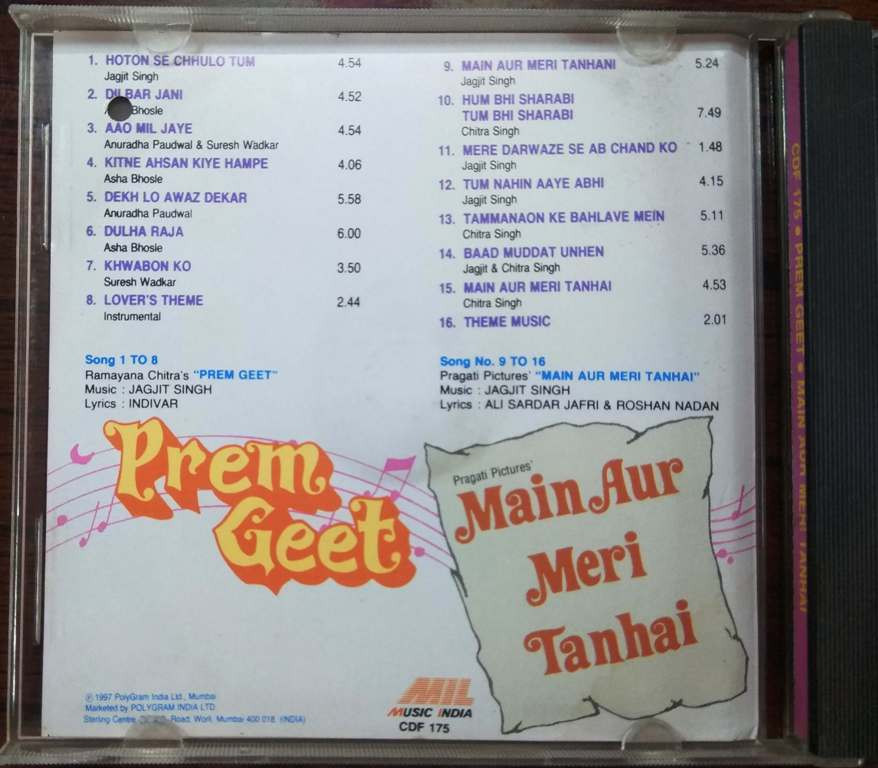 1. HOTON SE CHHULO TUM 4.54
Jagjit Singh
2. DILBAR JANI 4.52
Bhosle
3. AAO MIL JAYE 4.54
Anuradha Paudwal & Suresh Wadkar
4. KITNE AHSAN KIYE HAMPE 4.06
Asha Bhosle
5. DEKH LO AWAZ DEKAR 5.58
Anuradha Paudwal
6. DULHA RAJA 6.00
Asha Bhosle
7. KHWABON KO 3.50
Suresh Wadkar
8. LOVER'S THEME 2.44
Instrumental
Song 1 TO 8
Ramayana Chitra's "PREM GEET"
Music : JAGJIT SINGH
Lyrics : INDIVAR
9. MAIN AUR MERI TANHANI 5.24
Jagjit Singh
10. HUM BHI SHARABI
TUM BHI SHARABI 7.49
Chitra Singh
11. MERE DARWAZE SE AB CHAND KO 1.48
Jagjit Singh
12. TUM NAHIN AAYE ABHI 4.15
Jagjit Singh
13. TAMMANAON KE BAHLAVE MEIN 5.11
Chitra Singh
14. BAAD MUDDAT UNHEN 5.36
Jagjit & Chitra Singh
15. MAIN AUR MERI TANHAI 4.53
Chitra Singh
16. THEME MUSIC 2.01
Song No. 9 TO 16
Pragati Pictures' "MAIN AUR MERI TANHAI"
Music : JAGJIT SINGH
Lyrics : ALI SARDAR JAFRI & ROSHAN NADAN
Prem
Geet
Pragati Pictures'
Main Aur
Meri
Tanhai
℗ 1997 PolyGram India Ltd., Mumbai
Marketed by POLYGRAM INDIA LTD.
Sterling Centre, Road, Worli, Mumbai 400 018. (INDIA)
MIL
MUSIC INDIA
CDF 175
CDF 175 ● PREM GEET ● MAIN AUR MERI TANHAI